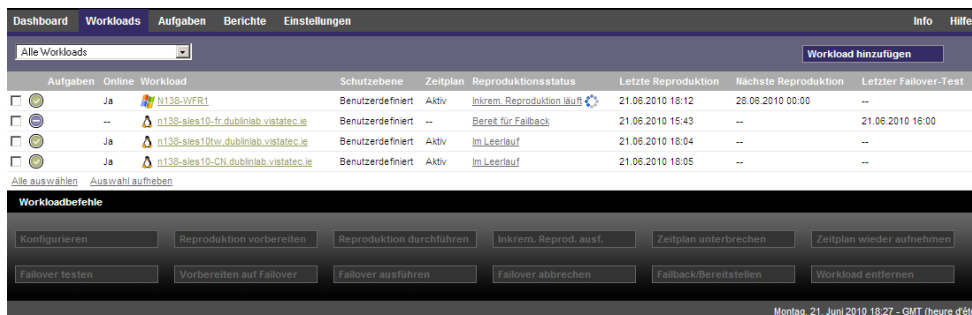 Dashboard Workloads Aufgaben Berichte Einstellungen Info Hilfe
Alle Workloads Workload hinzufügen
Aufgaben Online Workload Schutzebene Zeitplan Reproduktionsstatus Letzte Reproduktion Nächste Reproduktion Letzter Failover-Test
Ja N138-WFR1 Benutzerdefiniert Aktiv Inkrem. Reproduktion läuft 21.06.2010 18:12 28.06.2010 00:00 --
-- n138-sles10-fr.dublinlab.vistatec.ie Benutzerdefiniert -- Bereit für Failback 21.06.2010 15:43 -- 21.06.2010 16:00
Ja n138-sles10tw.dublinlab.vistatec.ie Benutzerdefiniert Aktiv Im Leerlauf 21.06.2010 18:04 -- --
Ja n138-sles10-CN.dublinlab.vistatec.ie Benutzerdefiniert Aktiv Im Leerlauf 21.06.2010 18:05 -- --
Alle auswählen Auswahl aufheben
Workloadbefehle
Konfigurieren Reproduktion vorbereiten Reproduktion durchführen Inkrem. Reprod. ausf. Zeitplan unterbrechen Zeitplan wieder aufnehmen
Failover testen Vorbereiten auf Failover Failover ausführen Failover abbrechen Failback/Bereitstellen Workload entfernen
Montag, 21. Juni 2010 18:27 - GMT (heure d'éte